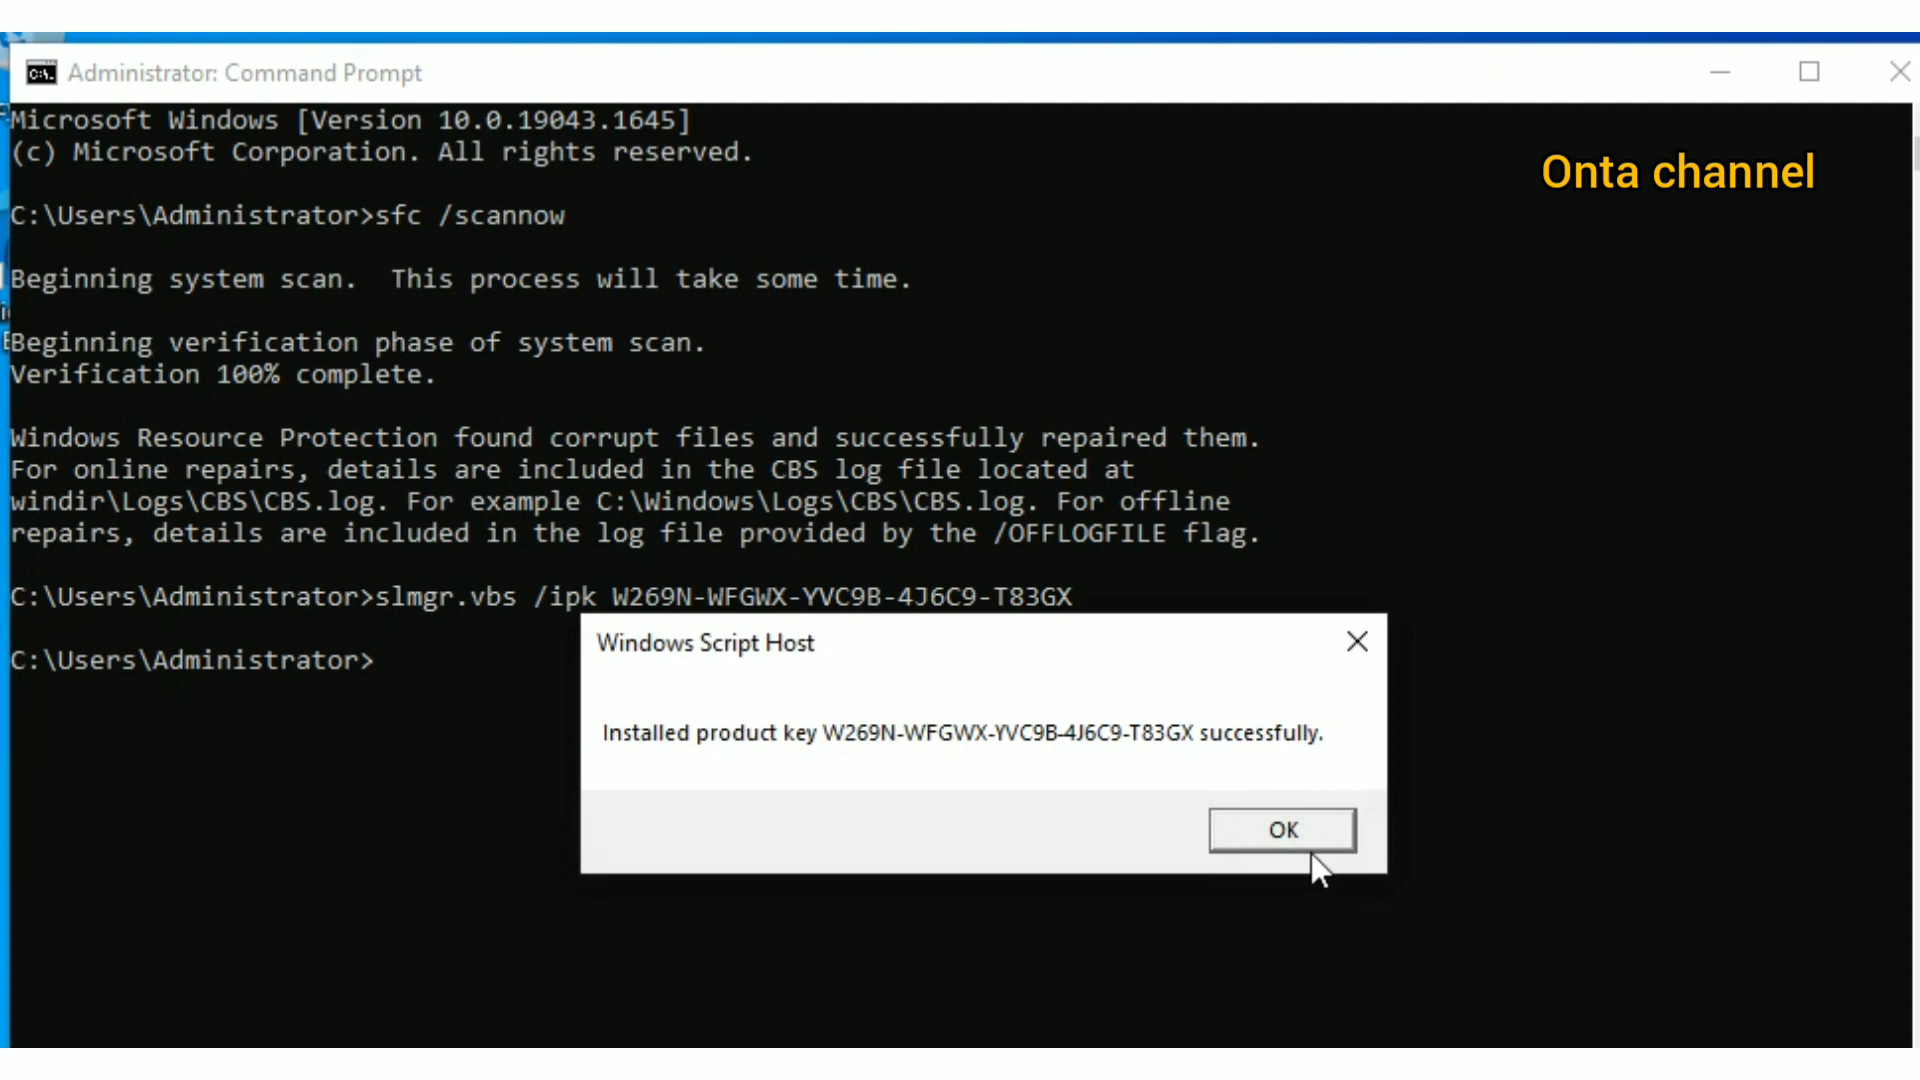 Administrator: Command Prompt
Microsoft Windows [Version 10.0.19043.1645]
(c) Microsoft Corporation. All rights reserved.
Onta channel
C:\Users\Administrator>sfc /scannow
Beginning system scan.  This process will take some time.
Beginning verification phase of system scan.
Verification 100% complete.
Windows Resource Protection found corrupt files and successfully repaired them.
For online repairs, details are included in the CBS log file located at
windir\Logs\CBS\CBS.log. For example C:\Windows\Logs\CBS\CBS.log. For offline
repairs, details are included in the log file provided by the /OFFLOGFILE flag.
C:\Users\Administrator>slmgr.vbs /ipk W269N-WFGWX-YVC9B-4J6C9-T83GX
C:\Users\Administrator>
Windows Script Host
Installed product key W269N-WFGWX-YVC9B-4J6C9-T83GX successfully.
OK